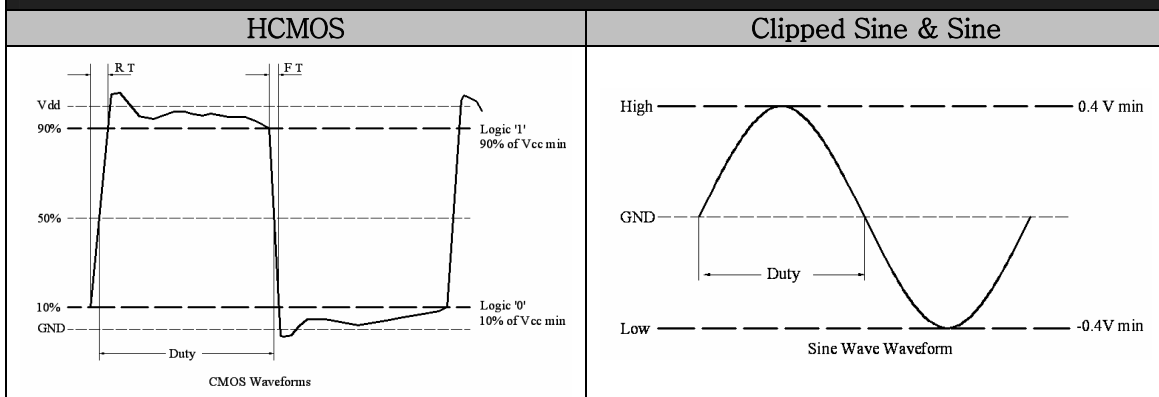 HCMOS
R T
F T
Vdd
90%
Logic '1'
90% of Vcc min
50%
10%
Logic '0'
10% of Vcc min
GND
Duty
CMOS Waveforms
Clipped Sine & Sine
High
0.4 V min
GND
Duty
Low
-0.4V min
Sine Wave Waveform